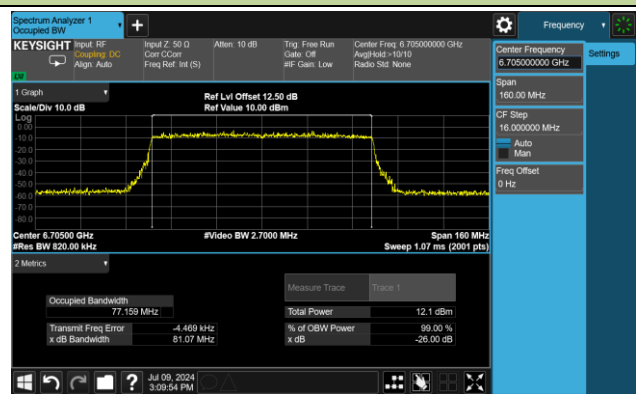 Spectrum Analyzer 1
Occupied BW
Frequency
KEYSIGHT
Input: RF
Coupling: DC
Align: Auto
Input Z: 50 Ω
Corr CCorr
Freq Ref: Int (S)
Atten: 10 dB
Trig: Free Run
Gate: Off
#IF Gain: Low
Center Freq: 6.705000000 GHz
Avg|Hold:>10/10
Radio Std: None
Center Frequency
6.705000000 GHz
Settings
Span
160.00 MHz
CF Step
16.000000 MHz
Auto
Man
Freq Offset
0 Hz
1 Graph
Scale/Div 10.0 dB
Ref Lvl Offset 12.50 dB
Ref Value 10.00 dBm
Log
0.00
-10.0
-20.0
-30.0
-40.0
-50.0
-60.0
-70.0
-80.0
Center 6.70500 GHz
#Video BW 2.7000 MHz
Span 160 MHz
#Res BW 820.00 kHz
Sweep 1.07 ms (2001 pts)
2 Metrics
Measure Trace
Trace 1
Occupied Bandwidth
77.159 MHz
Total Power
12.1 dBm
Transmit Freq Error
-4.469 kHz
% of OBW Power
99.00 %
x dB Bandwidth
81.07 MHz
x dB
-26.00 dB
?
Jul 09, 2024
3:09:54 PM